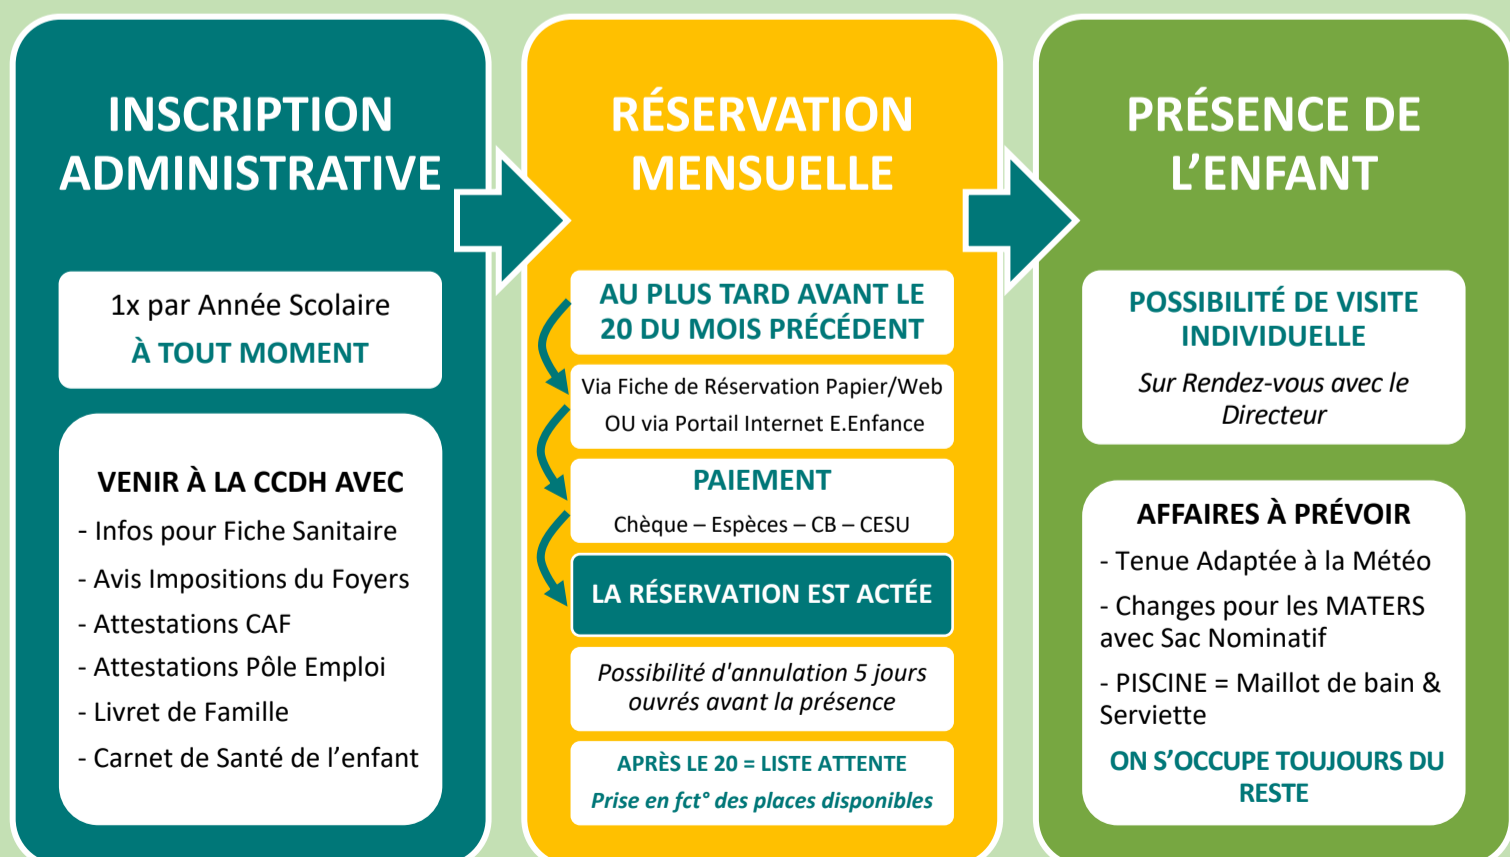 INSCRIPTION
ADMINISTRATIVE
1x par Année Scolaire
À TOUT MOMENT
VENIR À LA CCDH AVEC
- Infos pour Fiche Sanitaire
- Avis Impositions du Foyers
- Attestations CAF
- Attestations Pôle Emploi
- Livret de Famille
- Carnet de Santé de l’enfant
RÉSERVATION
MENSUELLE
AU PLUS TARD AVANT LE
20 DU MOIS PRÉCÉDENT
Via Fiche de Réservation Papier/Web
OU via Portail Internet E.Enfance
PAIEMENT
Chèque – Espèces – CB – CESU
LA RÉSERVATION EST ACTÉE
Possibilité d'annulation 5 jours
ouvrés avant la présence
APRÈS LE 20 = LISTE ATTENTE
Prise en fct° des places disponibles
PRÉSENCE DE
L’ENFANT
POSSIBILITÉ DE VISITE
INDIVIDUELLE
Sur Rendez-vous avec le
Directeur
AFFAIRES À PRÉVOIR
- Tenue Adaptée à la Météo
- Changes pour les MATERS
avec Sac Nominatif
- PISCINE = Maillot de bain &
Serviette
ON S’OCCUPE TOUJOURS DU
RESTE